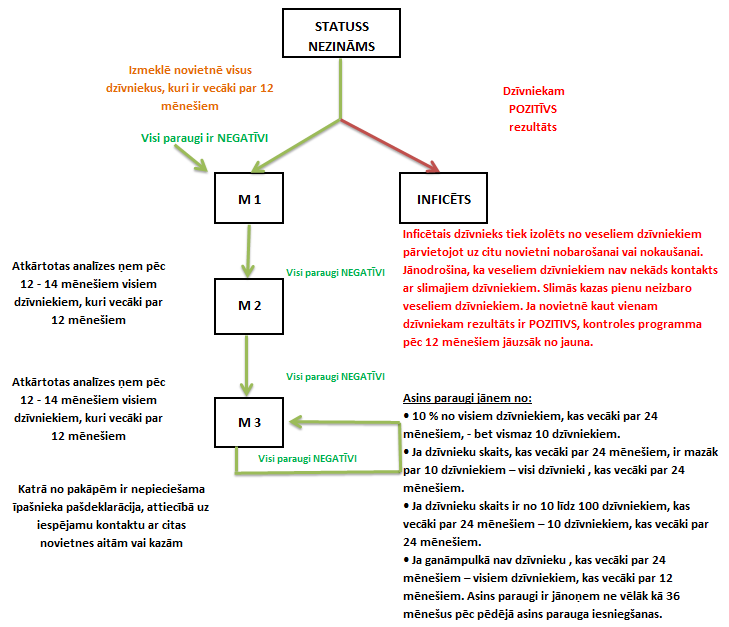 STATUSS
NEZINĀMS
Izmeklē novietnē visus
dzīvniekus, kuri ir vecāki par 12
mēnešiem
Dzīvniekam
POZITĪVS
rezultāts
Visi paraugi ir NEGATĪVI
M 1
INFICĒTS
Inficētais dzīvnieks tiek izolēts no veseliem dzīvniekiem
pārvietojot uz citu novietni nobarošanai vai nokaušanai.
Jānodrošina, ka veseliem dzīvniekiem nav nekāds kontakts
ar slimajiem dzīvniekiem. Slimās kazas pienu neizbaro
veseliem dzīvniekiem. Ja novietnē kaut vienam
dzīvniekam rezultāts ir POZITIVS, kontroles programma
pēc 12 mēnešiem jāuzsāk no jauna.
Atkārtotas analīzes ņem pēc
12 - 14 mēnešiem visiem
dzīvniekiem, kuri vecāki par
12 mēnešiem
Visi paraugi NEGATĪVI
M 2
Visi paraugi NEGATĪVI
Atkārtotas analīzes ņem pēc
12 - 14 mēnešiem visiem
dzīvniekiem, kuri vecāki par
12 mēnešiem
M 3
Visi paraugi NEGATĪVI
Asins paraugi jānem no:
• 10 % no visiem dzīvniekiem, kas vecāki par 24
mēnešiem, - bet vismaz 10 dzīvniekiem.
• Ja dzīvnieku skaits, kas vecāki par 24 mēnešiem, ir mazāk
par 10 dzīvniekiem – visi dzīvnieki , kas vecāki par 24
mēnešiem.
• Ja dzīvnieku skaits ir no 10 līdz 100 dzīvniekiem, kas
vecāki par 24 mēnešiem – 10 dzīvniekiem, kas vecāki par
24 mēnešiem.
• Ja ganāmpulkā nav dzīvnieku , kas vecāki par 24
mēnešiem – visiem dzīvniekiem, kas vecāki par 12
mēnešiem. Asins paraugi ir jānoņem ne vēlāk kā 36
mēnešus pēc pēdējā asins parauga iesniegšanas.
Katrā no pakāpēm ir nepieciešama
īpašnieka pašdeklarācija, attiecībā uz
iespējamu kontaktu ar citas
novietnes aitām vai kazām